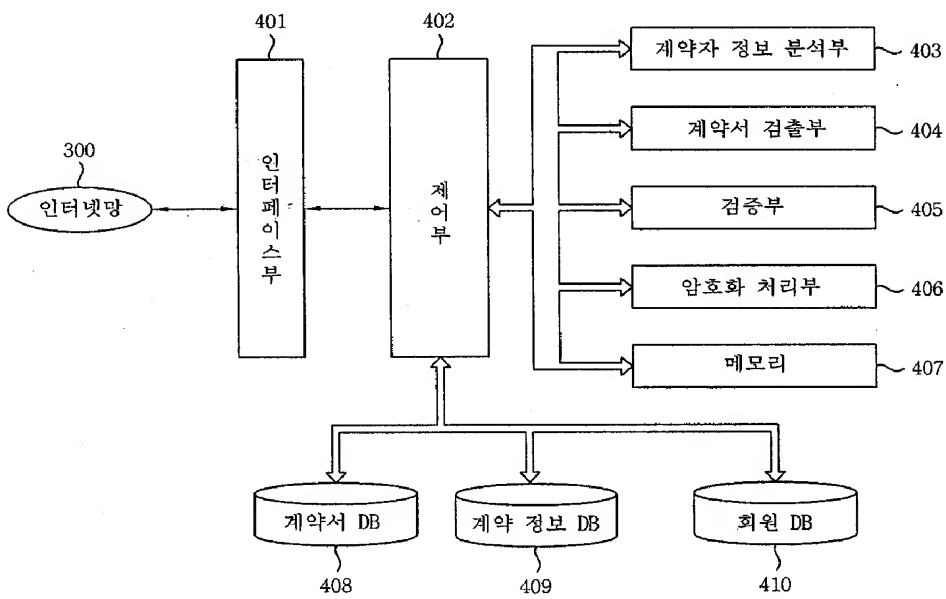 401
402
계약자 정보 분석부
403
계약서 검출부
404
300
인터넷망
인터페이스부
제어부
검증부
405
암호화 처리부
406
메모리
407
계약서 DB
계약 정보 DB
회원 DB
408
409
410